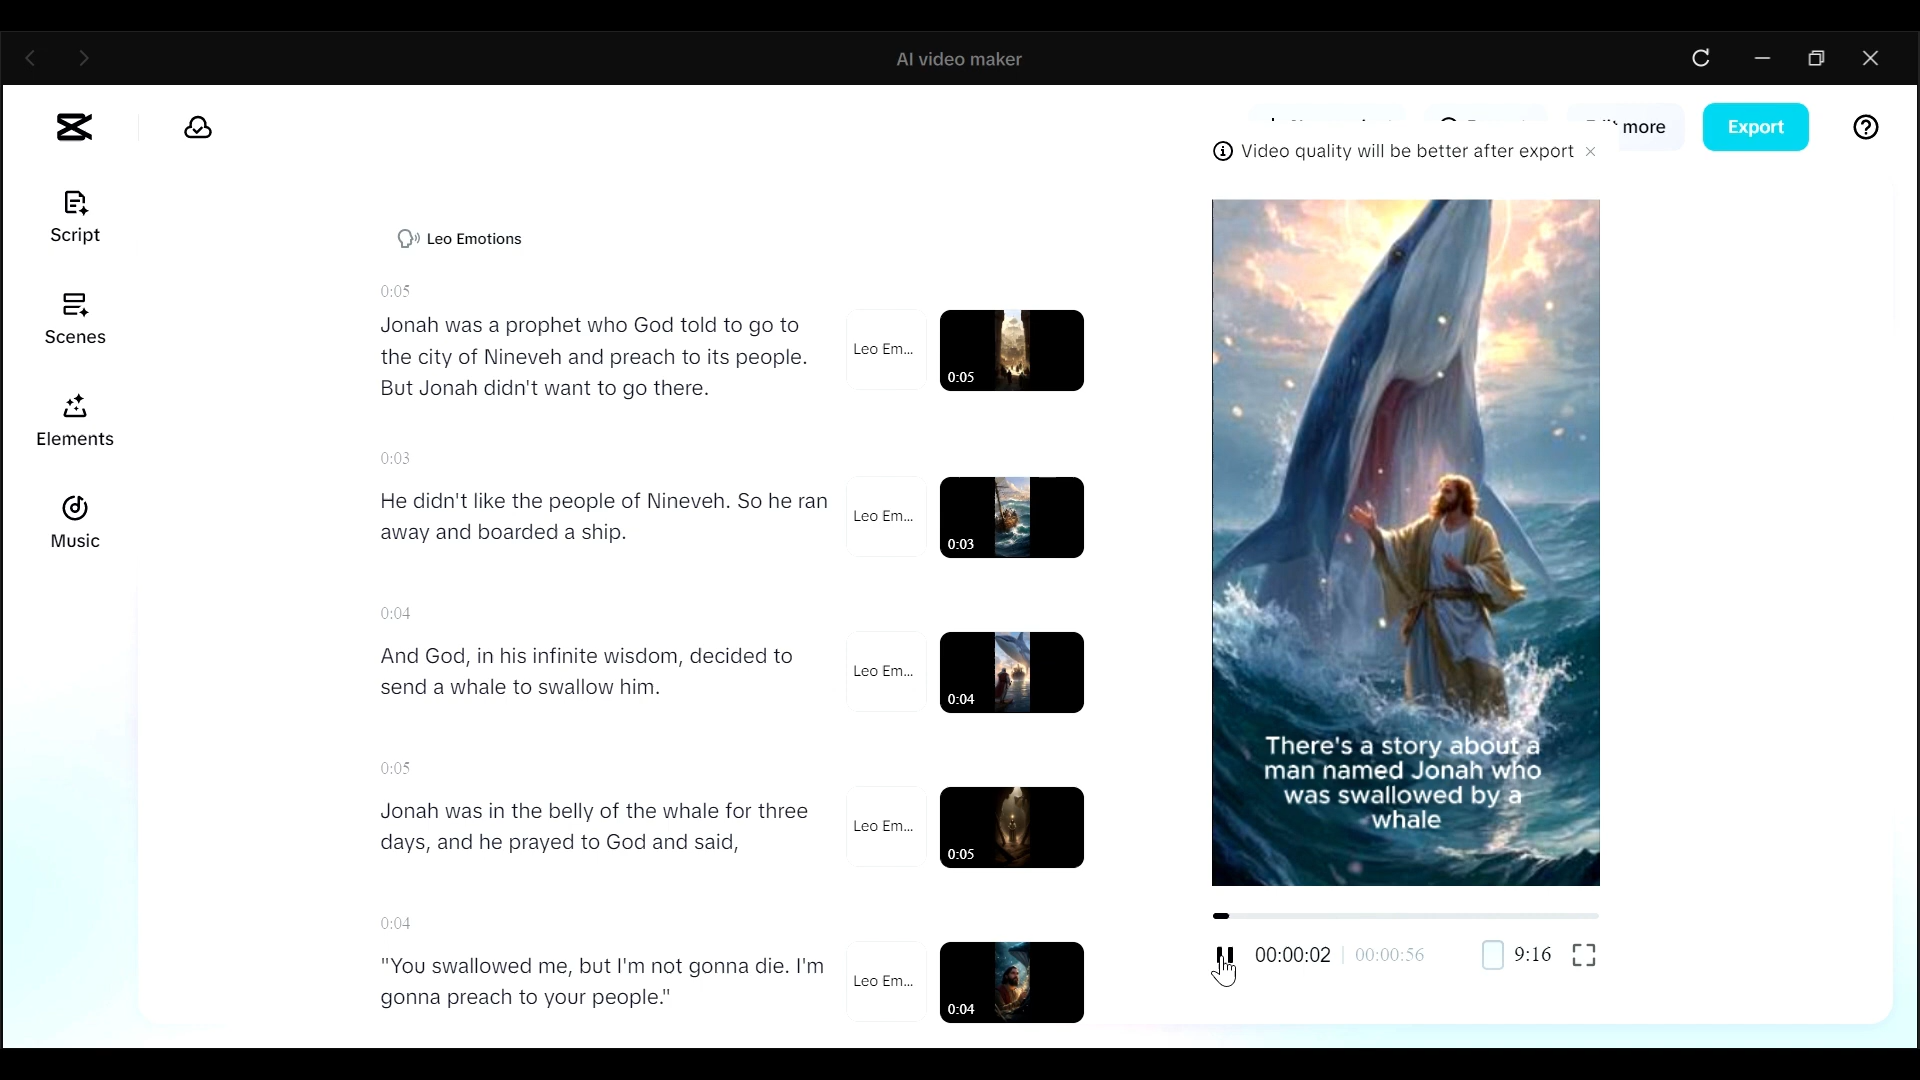 AI video maker
more
Export
Video quality will be better after export
Script
Scenes
Elements
Music
Leo Emotions
0:05
Jonah was a prophet who God told to go to
the city of Nineveh and preach to its people.
But Jonah didn't want to go there.
Leo Em...
0:05
0:03
He didn't like the people of Nineveh. So he ran
away and boarded a ship.
Leo Em...
0:03
0:04
And God, in his infinite wisdom, decided to
send a whale to swallow him.
Leo Em...
0:04
0:05
Jonah was in the belly of the whale for three
days, and he prayed to God and said,
Leo Em...
0:05
0:04
"You swallowed me, but I'm not gonna die. I'm
gonna preach to your people."
Leo Em...
0:04
There's a story about a
man named Jonah who
was swallowed by a
whale
00:00:02
00:00:56
9:16